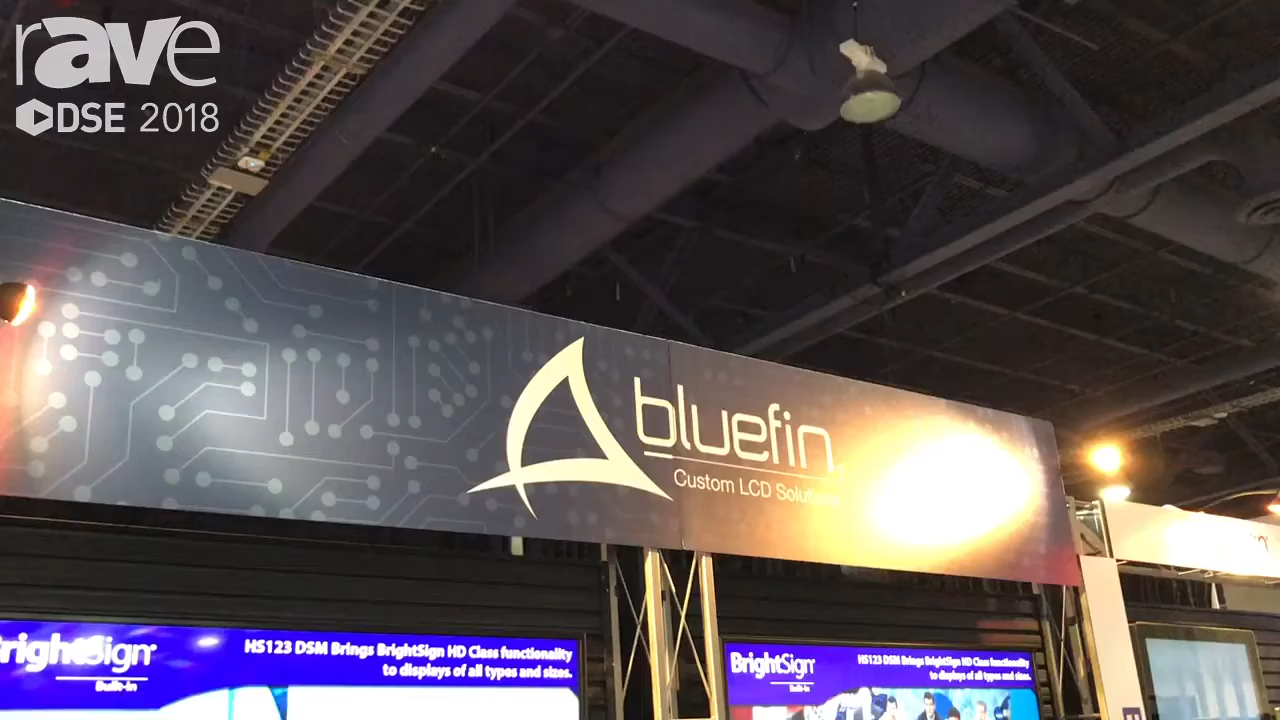 rAVe
DSE 2018
bluefin
Custom LCD
BrightSign
Built-In
HS123 DSM Brings BrightSign HD Class functionality
to displays of all types and sizes.
BrightSign
Built-In
HS123 DSM Brings BrightSign HD Class functionality
to displays of all types and sizes.